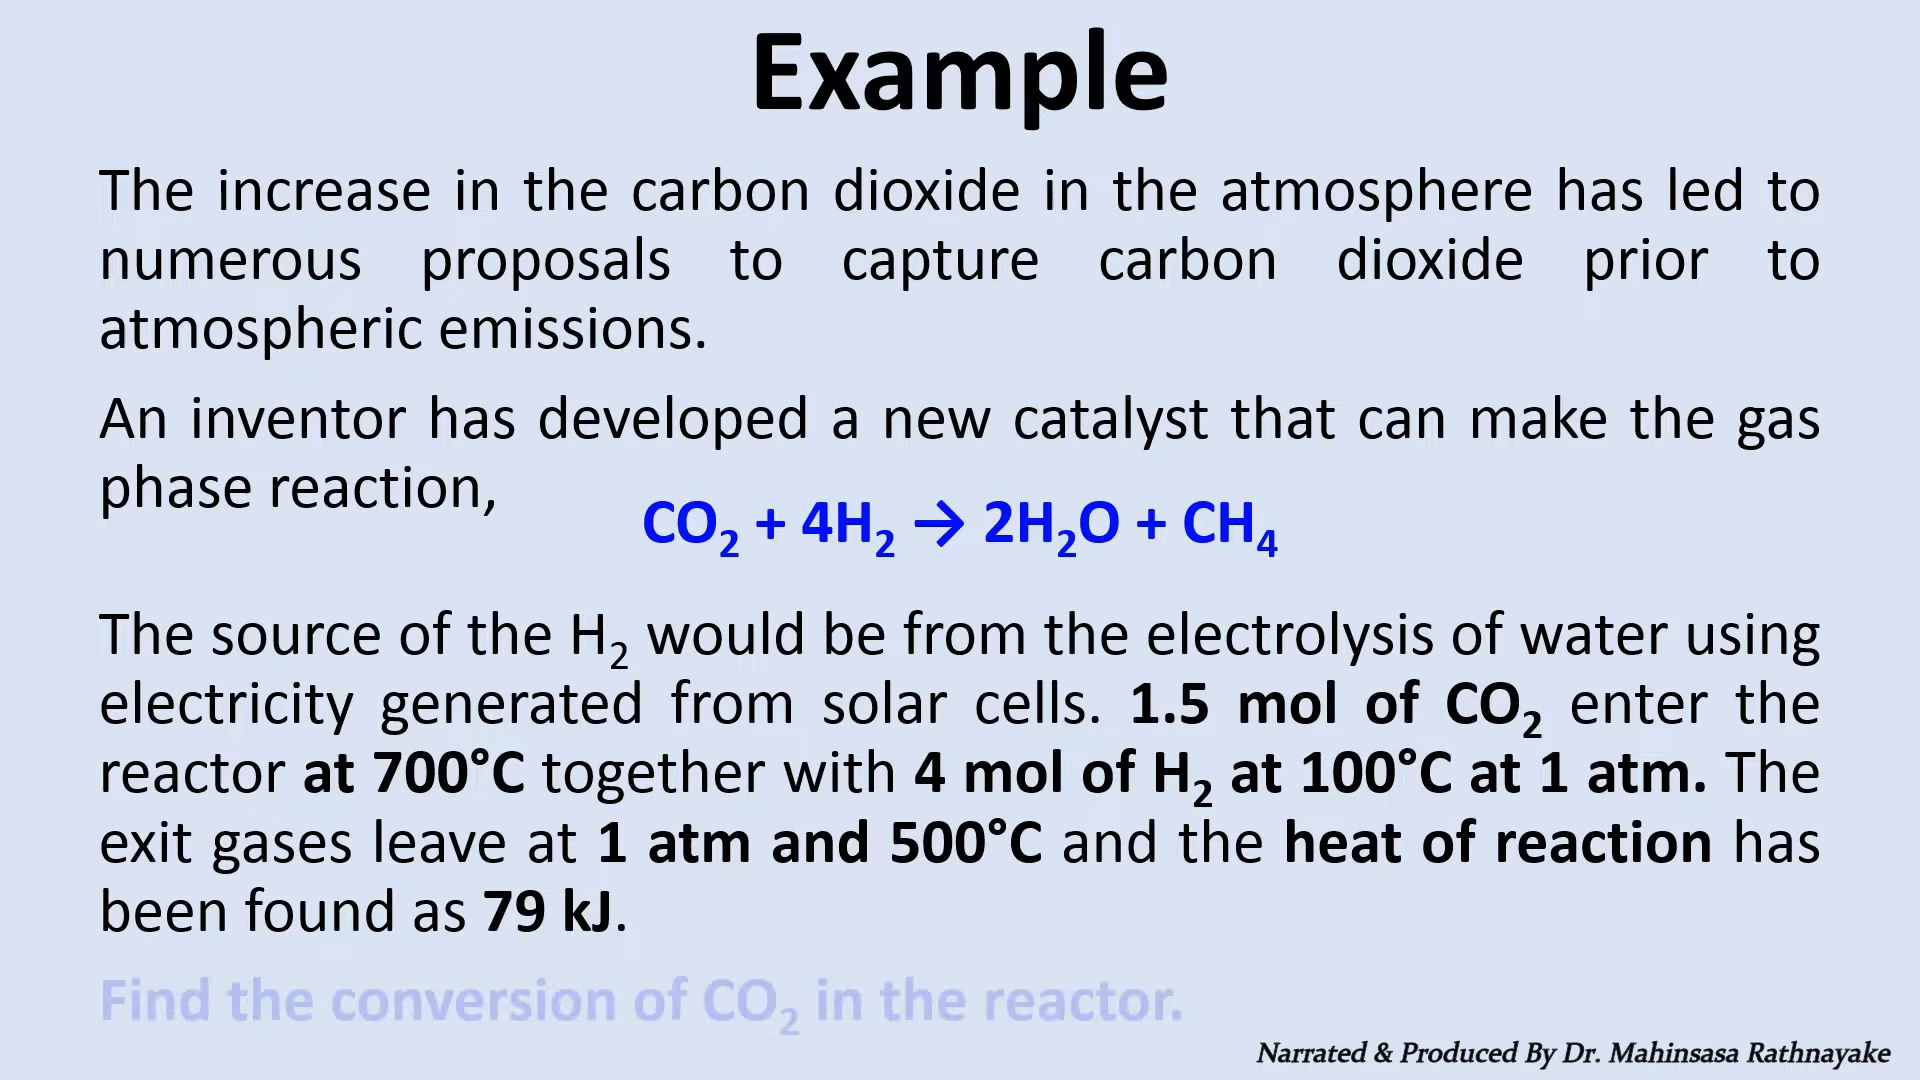 Example
The increase in the carbon dioxide in the atmosphere has led to
numerous proposals to capture carbon dioxide prior to
atmospheric emissions.
An inventor has developed a new catalyst that can make the gas
phase reaction,
CO₂ + 4H₂ → 2H₂O + CH₄
The source of the H₂ would be from the electrolysis of water using
electricity generated from solar cells. 1.5 mol of CO₂ enter the
reactor at 700°C together with 4 mol of H₂ at 100°C at 1 atm. The
exit gases leave at 1 atm and 500°C and the heat of reaction has
been found as 79 kJ.
Find the conversion of CO₂ in the reactor.
Narrated & Produced By Dr. Mahinsasa Rathnayake